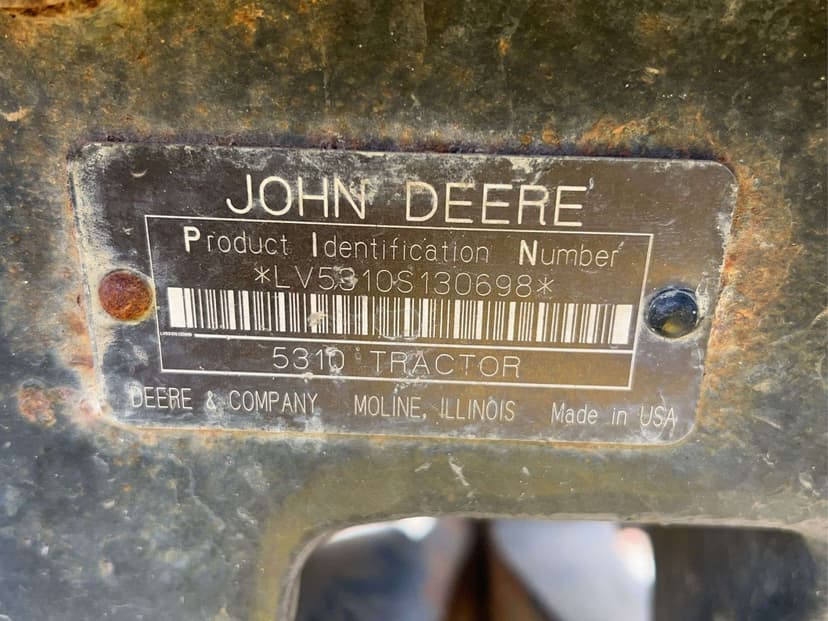 JOHN DEERE
Product Identification Number
*LV5310S130698*
5310 TRACTOR
DEERE & COMPANY MOLINE, ILLINOIS Made in USA